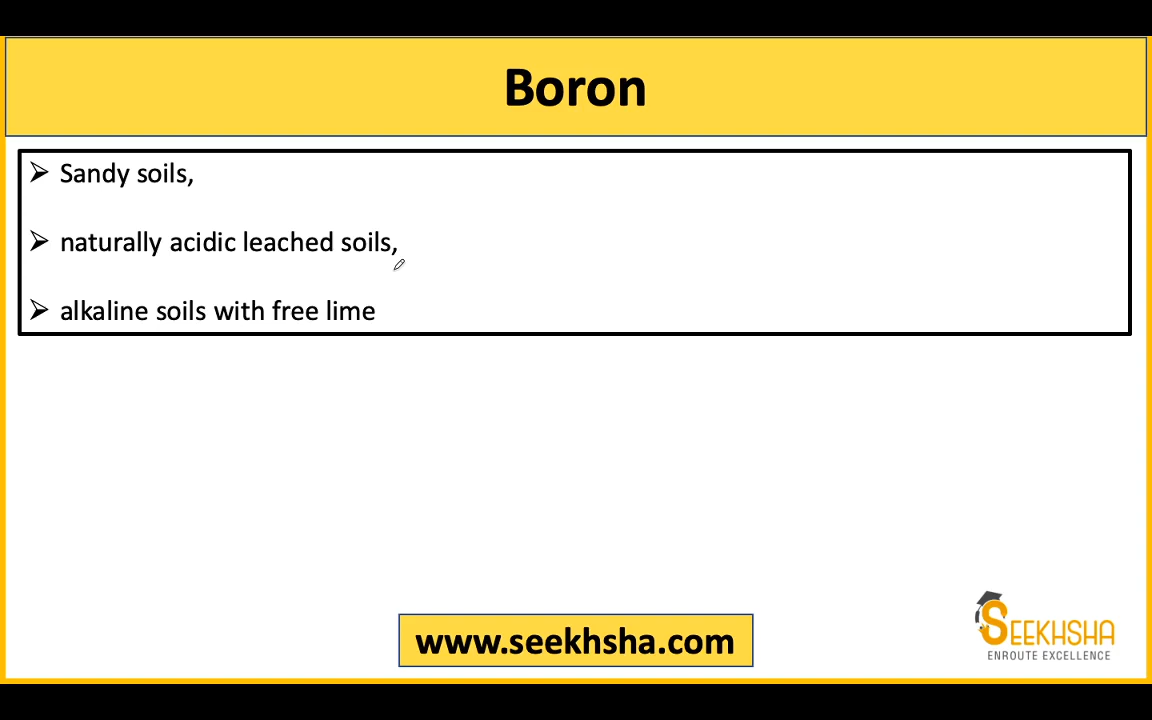 Boron
➢ Sandy soils,
➢ naturally acidic leached soils,
➢ alkaline soils with free lime
www.seekhsha.com
SEEKHSHA
ENROUTE EXCELLENCE